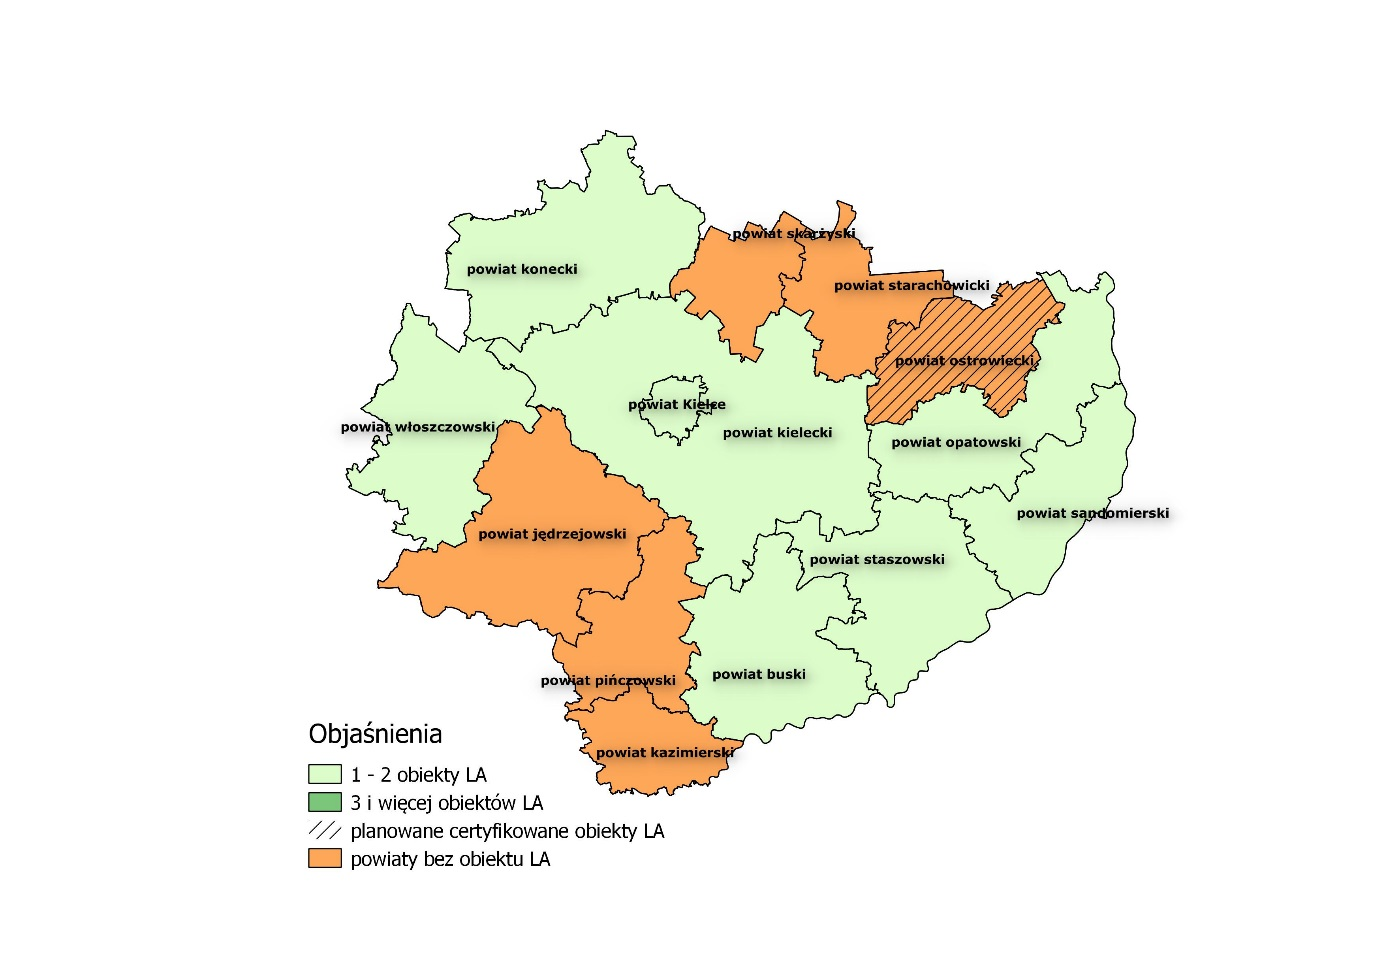 powiat skarżyski
powiat konecki
powiat starachowicki
powiat ostrowiecki
powiat Kielce
powiat włoszczowski
powiat kielecki
powiat opatowski
powiat sandomierski
powiat jędrzejowski
powiat staszowski
powiat buski
powiat pińczowski
powiat kazimierski
Objaśnienia
1 - 2 obiekty LA
3 i więcej obiektów LA
planowane certyfikowane obiekty LA
powiaty bez obiektu LA